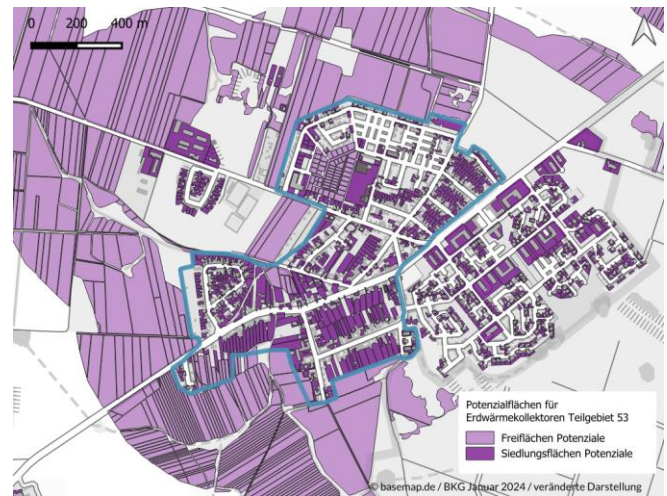 0 200 400 m
Potenzialflächen für
Erdwärmekollektoren Teilgebiet 53
Freiflächen Potenziale
Siedlungsflächen Potenziale
© basemap.de / BKG Januar 2024 / veränderte Darstellung